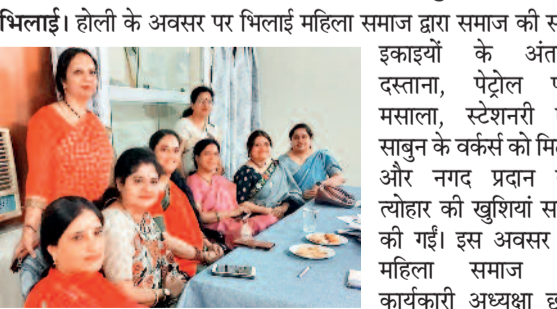 भिलाई। होली के अवसर पर भिलाई महिला समाज द्वारा समाज की
इकाइयों के
दस्ताना, पेट्रोल
मसाला, स्टेशनरी
साबुन के वर्कर्स को
और नगद प्रदान
त्योहार की खुशियां
की गईं। इस अवसर
महिला समाज
कार्यकारी अध्यक्षा